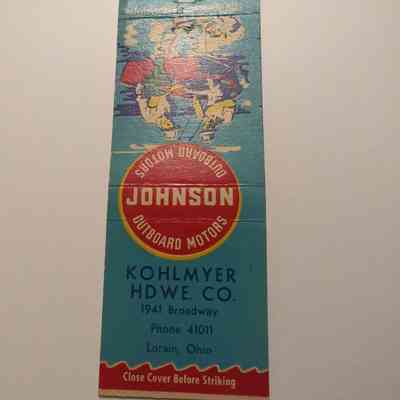 OUTBOARD MOTORS
JOHNSON
OUTBOARD MOTORS
KOHLMYER
HDWE. CO.
1941 Broadway
Phone 41011
Lorain, Ohio
Close Cover Before Striking